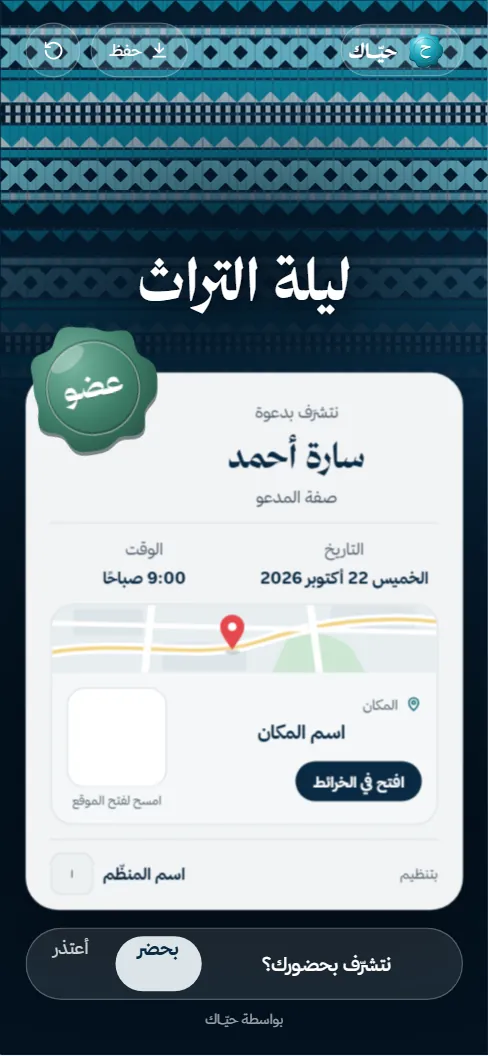 حيّاك
ح
حفظ
ليلة التراث
عضو
نتشرّف بدعوة
سارة أحمد
صفة المدعو
التاريخ
الخميس 22 أكتوبر 2026
الوقت
9:00 صباحًا
المكان
اسم المكان
افتح في الخرائط
امسح لفتح الموقع
بتنظيم
اسم المنظّم
ا
نتشرّف بحضورك؟
بحضر
أعتذر
بواسطة حيّاك